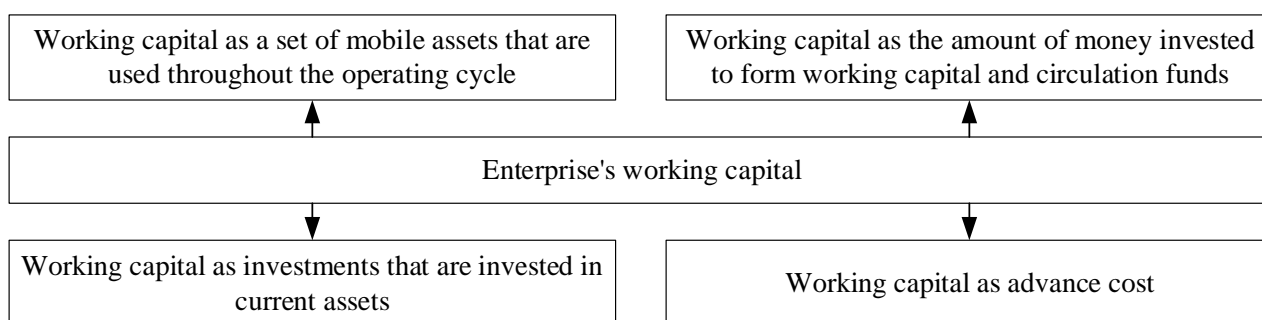 Working capital as a set of mobile assets that are
used throughout the operating cycle
Working capital as the amount of money invested
to form working capital and circulation funds
Enterprise's working capital
Working capital as investments that are invested in
current assets
Working capital as advance cost